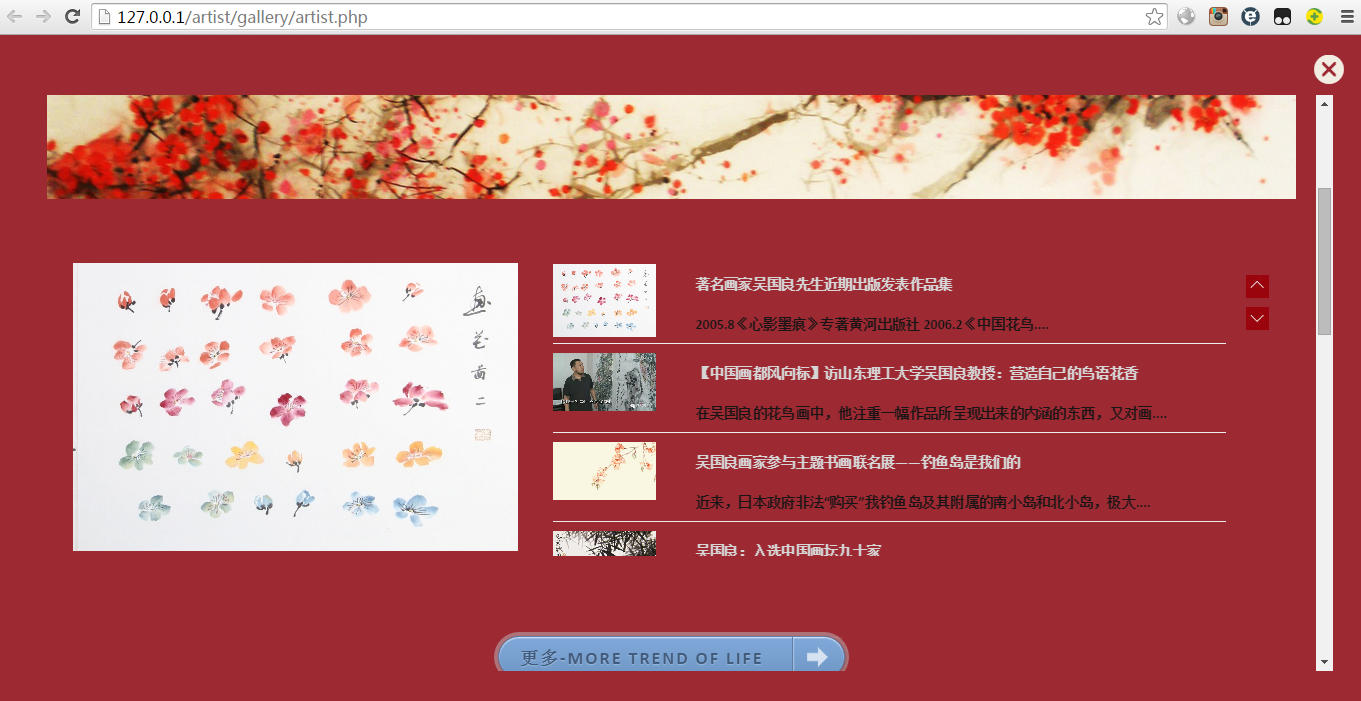 127.0.0.1/artist/gallery/artist.php
著名画家吴国良先生近期出版发表作品集
2005.8《心影墨痕》专著黄河出版社 2006.2《中国花鸟....
【中国画都风向标】访山东理工大学吴国良教授：营造自己的鸟语花香
在吴国良的花鸟画中，他注重一幅作品所呈现出来的内涵的东西，又对画....
吴国良画家参与主题书画联名展——钓鱼岛是我们的
近来，日本政府非法“购买”我钓鱼岛及其附属的南小岛和北小岛，极大....
吴国良：入选中国画坛九十家
更多-MORE TREND OF LIFE